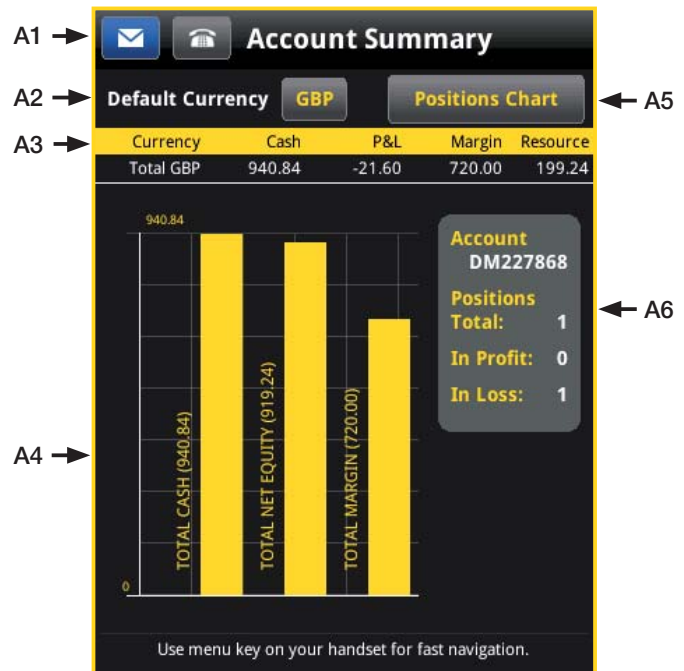 A1
Account Summary
A2
Default Currency GBP Positions Chart
A5
A3
Currency Cash P&L Margin Resource
Total GBP 940.84 -21.60 720.00 199.24
940.84
0
TOTAL CASH (940.84)
TOTAL NET EQUITY (919.24)
TOTAL MARGIN (720.00)
A4
Account
DM227868
Positions
Total: 1
In Profit: 0
In Loss: 1
A6
Use menu key on your handset for fast navigation.